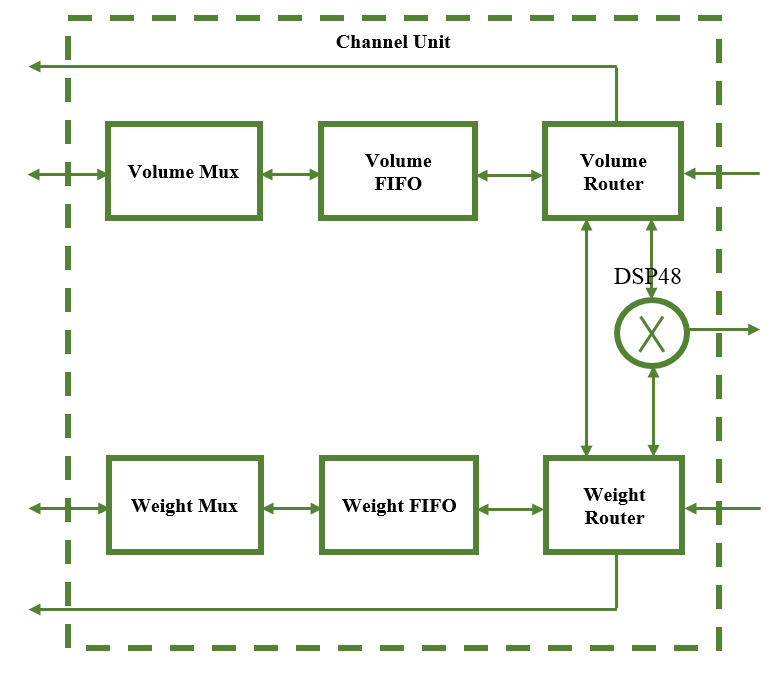 Channel Unit
Volume Mux
Volume
FIFO
Volume
Router
DSP48
Weight Mux
Weight FIFO
Weight
Router